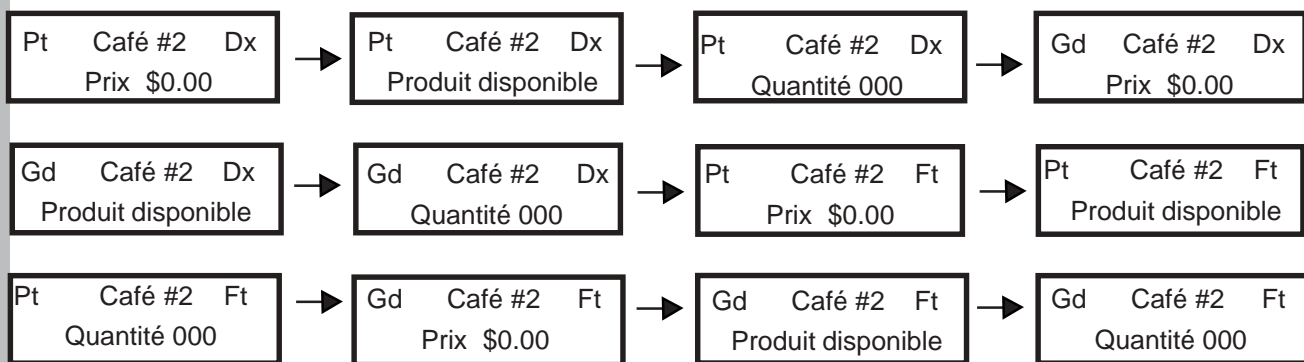 Pt Café #2 Dx
Prix $0.00
Pt Café #2 Dx
Produit disponible
Pt Café #2 Dx
Quantité 000
Gd Café #2 Dx
Prix $0.00
Gd Café #2 Dx
Produit disponible
Gd Café #2 Dx
Quantité 000
Pt Café #2 Ft
Prix $0.00
Pt Café #2 Ft
Produit disponible
Pt Café #2 Ft
Quantité 000
Gd Café #2 Ft
Prix $0.00
Gd Café #2 Ft
Produit disponible
Gd Café #2 Ft
Quantité 000